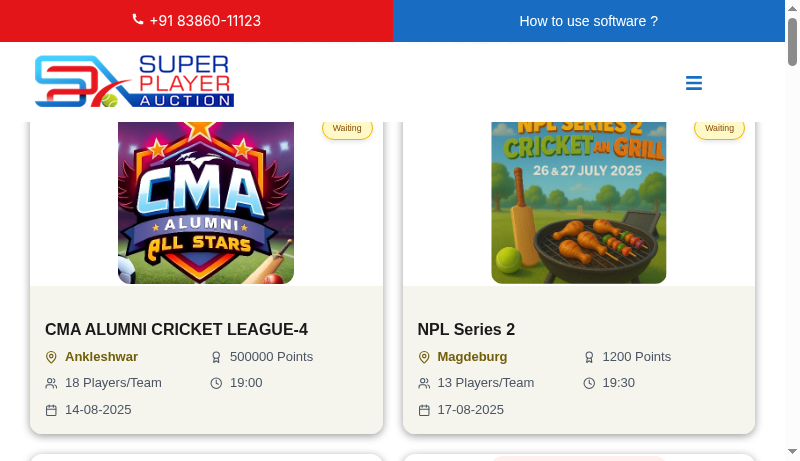 +91 83860-11123
How to use software ?
SUPER
PLAYER
AUCTION
Waiting
Waiting
CMA
ALUMNI
ALL STARS
NPL SERIES 2
CRICKET AN GRILL
26 & 27 JULY 2025
CMA ALUMNI CRICKET LEAGUE-4
Ankleshwar
500000 Points
18 Players/Team
19:00
14-08-2025
NPL Series 2
Magdeburg
1200 Points
13 Players/Team
19:30
17-08-2025